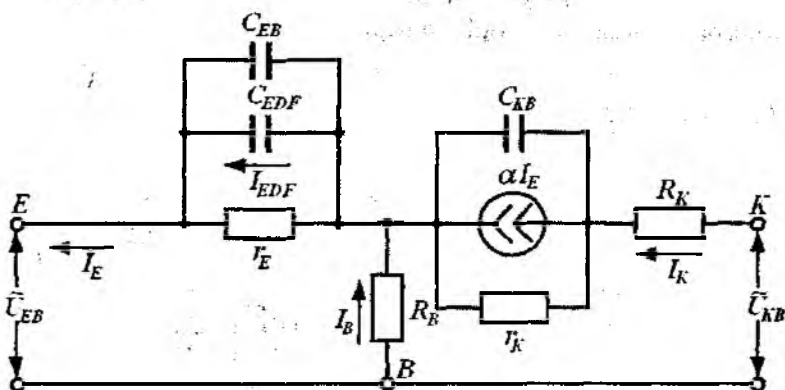 C_EB
C_EDF
I_EDF
r_E
E
I_E
Ũ_EB
I_B
R_B
B
C_KB
αI_E
r_K
R_K
K
I_K
Ũ_KB